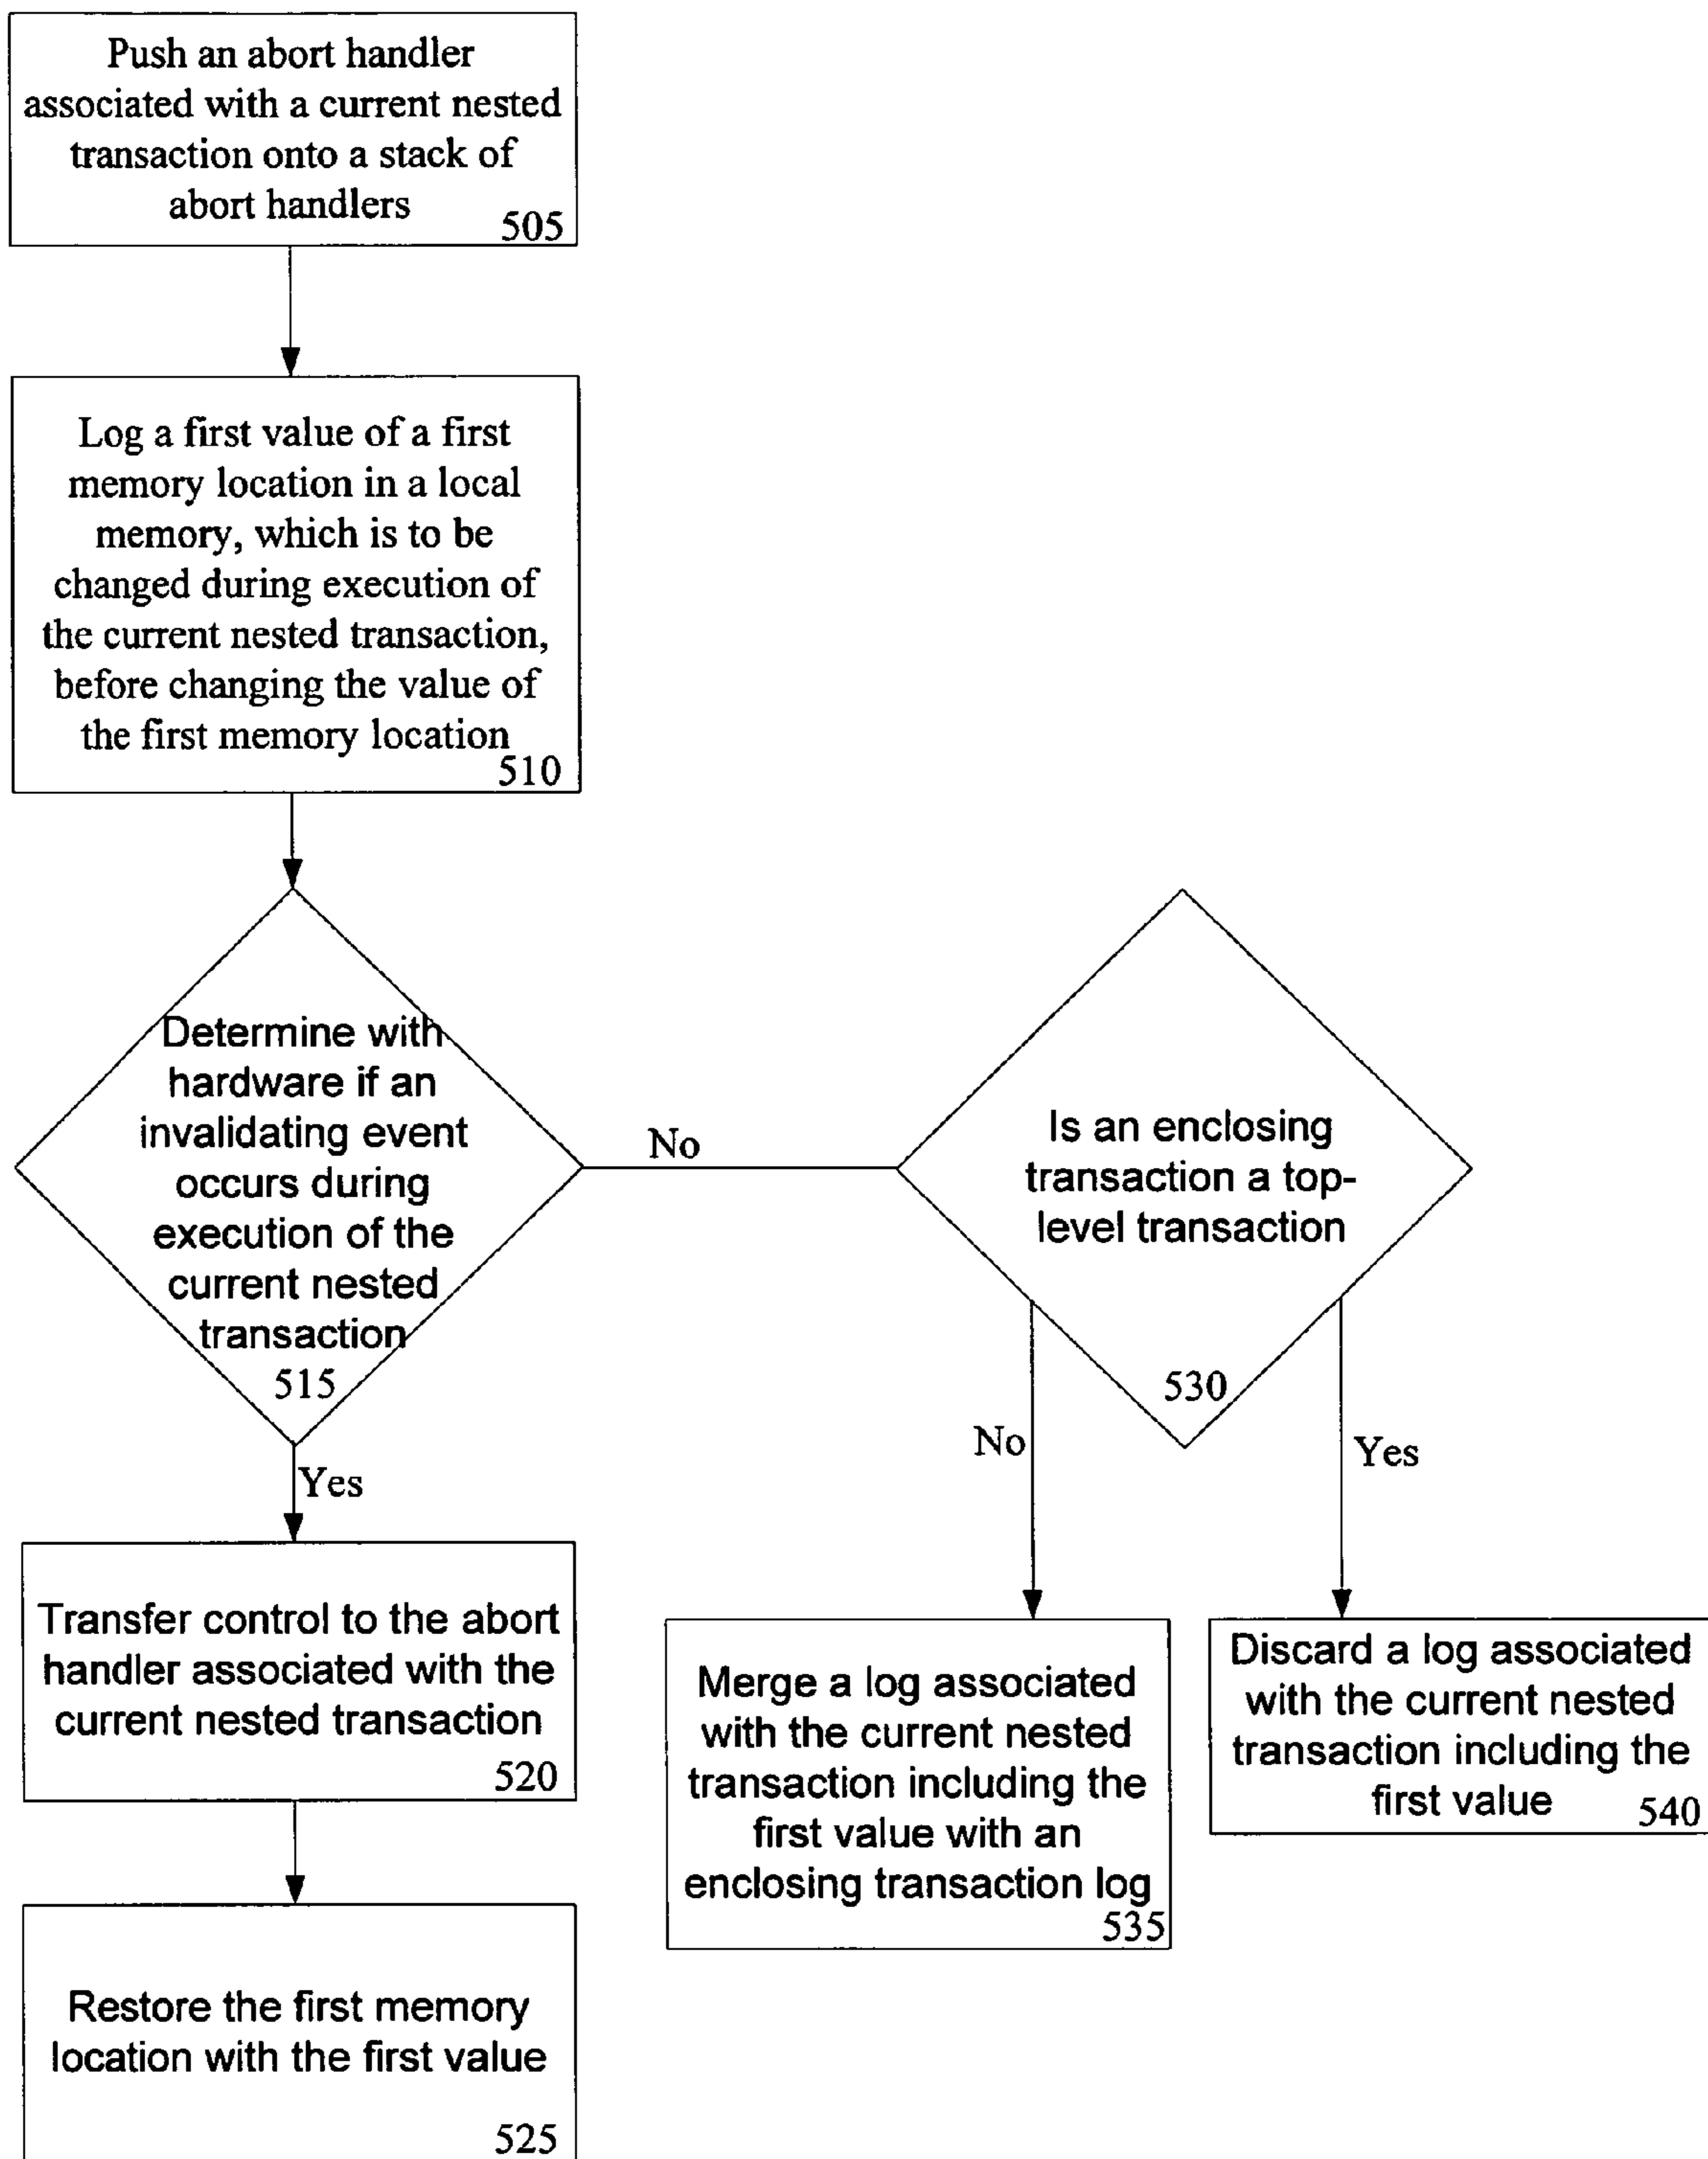 Push an abort handler
associated with a current nested
transaction onto a stack of
abort handlers
505
Log a first value of a first
memory location in a local
memory, which is to be
changed during execution of
the current nested transaction,
before changing the value of
the first memory location
510
Determine with
hardware if an
invalidating event
occurs during
execution of the
current nested
transaction
515
No
Is an enclosing
transaction a top-
level transaction
530
Yes
No
Yes
Transfer control to the abort
handler associated with the
current nested transaction
520
Merge a log associated
with the current nested
transaction including the
first value with an
enclosing transaction log
535
Discard a log associated
with the current nested
transaction including the
first value
540
Restore the first memory
location with the first value
525